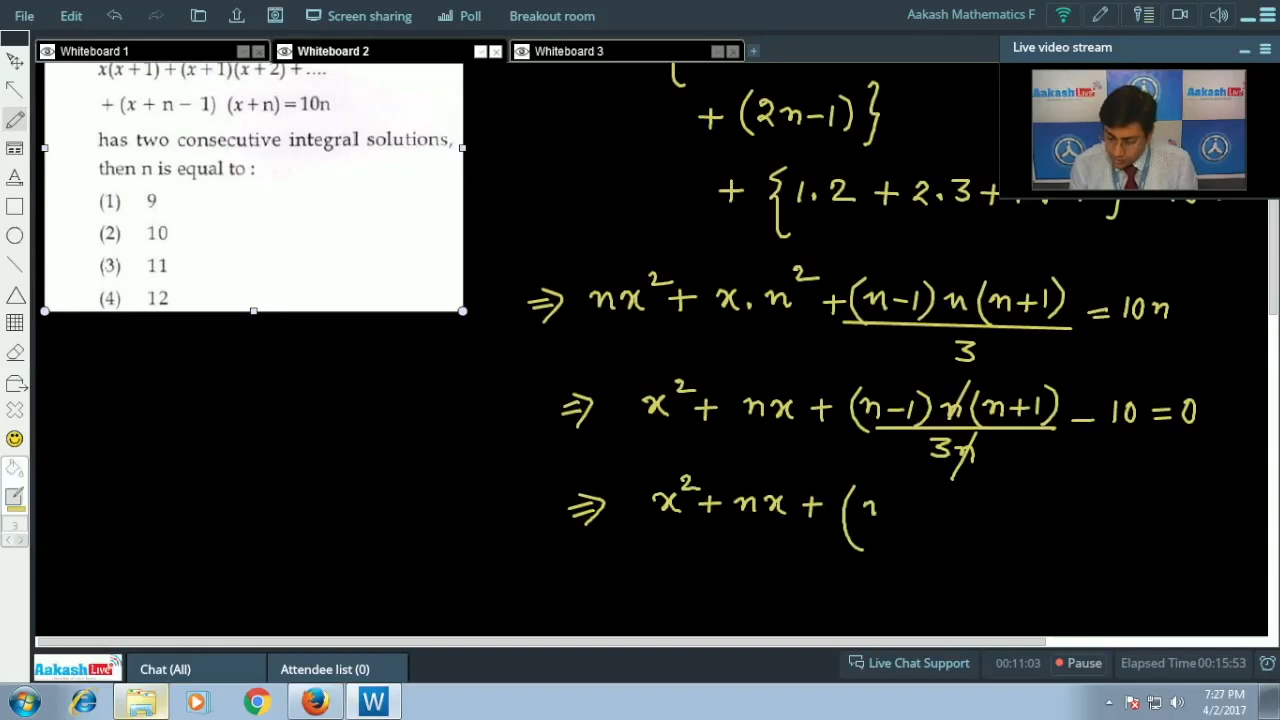 File Edit Screen sharing Poll Breakout room Aakash Mathematics F
Whiteboard 1 Whiteboard 2 Whiteboard 3
Live video stream
x(x+1)+(x+1)(x+2)+....
+ (x + n − 1) (x+n) = 10n
has two consecutive integral solutions,
then n is equal to :
(1) 9
(2) 10
(3) 11
(4) 12
+ (2n-1)}
+ {1.2 + 2.3 +
⇒ nx² + x.n² + (n-1)n(n+1)/3 = 10n
⇒ x² + nx + (n-1)n(n+1)/3n - 10 = 0
⇒ x² + nx + (
AakashLive
AakashLive
Aakash Live Chat (All) Attendee list (0) Live Chat Support 00:11:03 Pause Elapsed Time 00:15:53
7:27 PM
4/2/2017